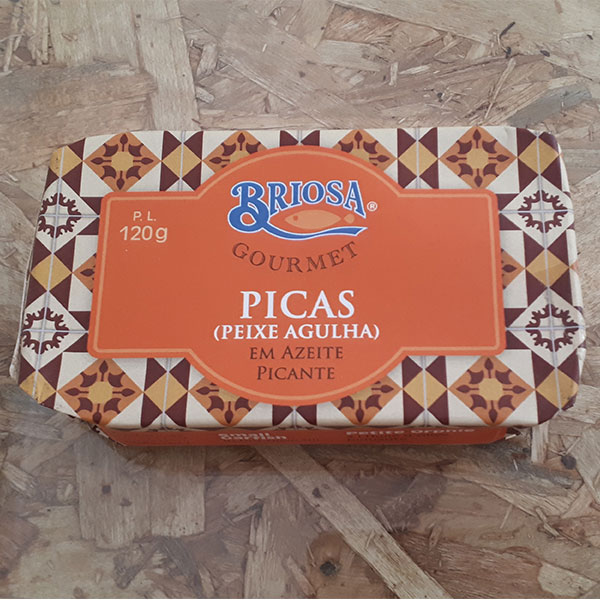 BRIOSA®
GOURMET
P.L.
120g
PICAS
(PEIXE AGULHA)
EM AZEITE
PICANTE